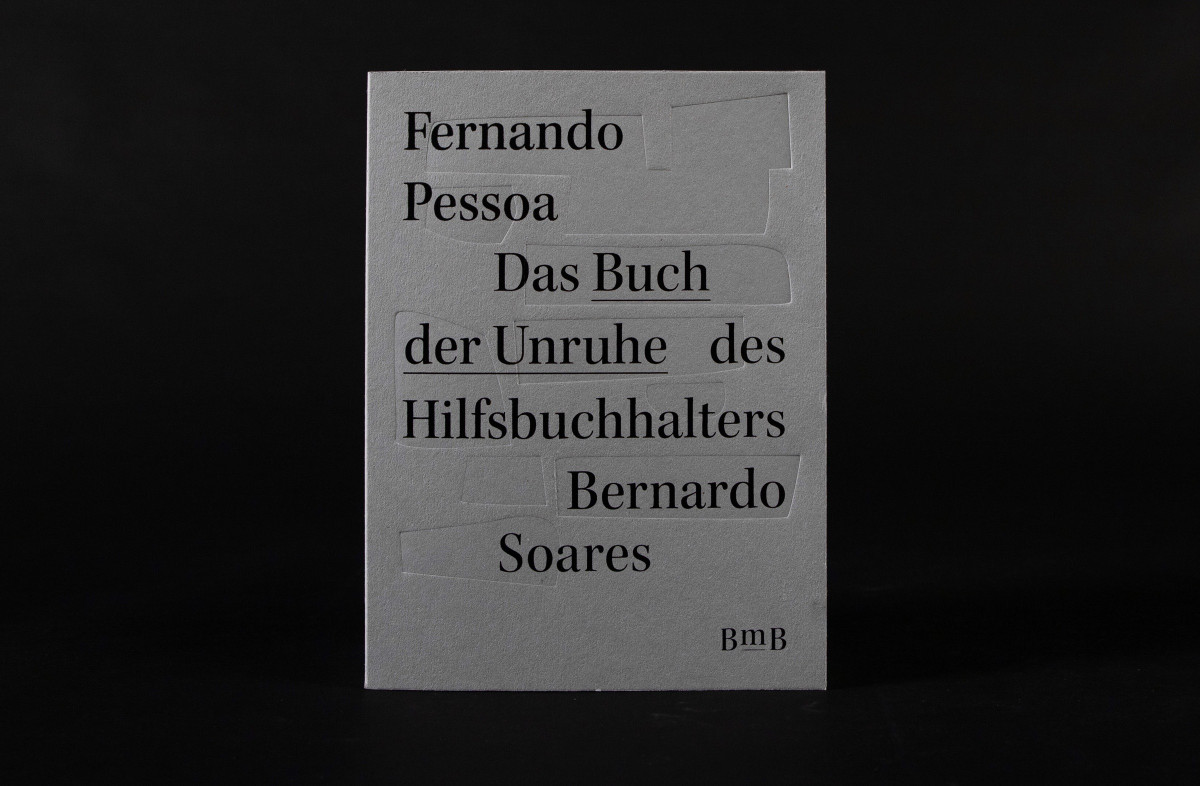 Fernando
Pessoa
Das Buch
der Unruhe des
Hilfsbuchhalters
Bernardo
Soares
BmB